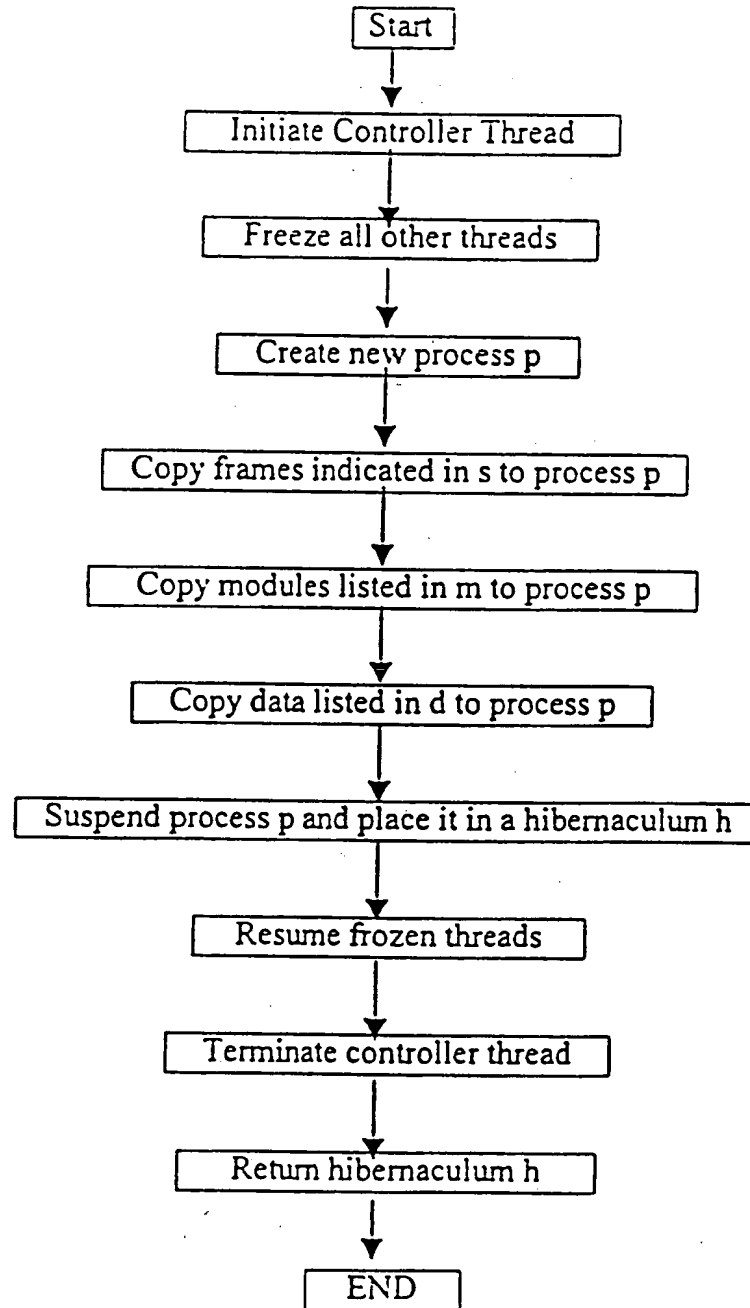 Start
Initiate Controller Thread
Freeze all other threads
Create new process p
Copy frames indicated in s to process p
Copy modules listed in m to process p
Copy data listed in d to process p
Suspend process p and place it in a hibernaculum h
Resume frozen threads
Terminate controller thread
Return hibernaculum h
END